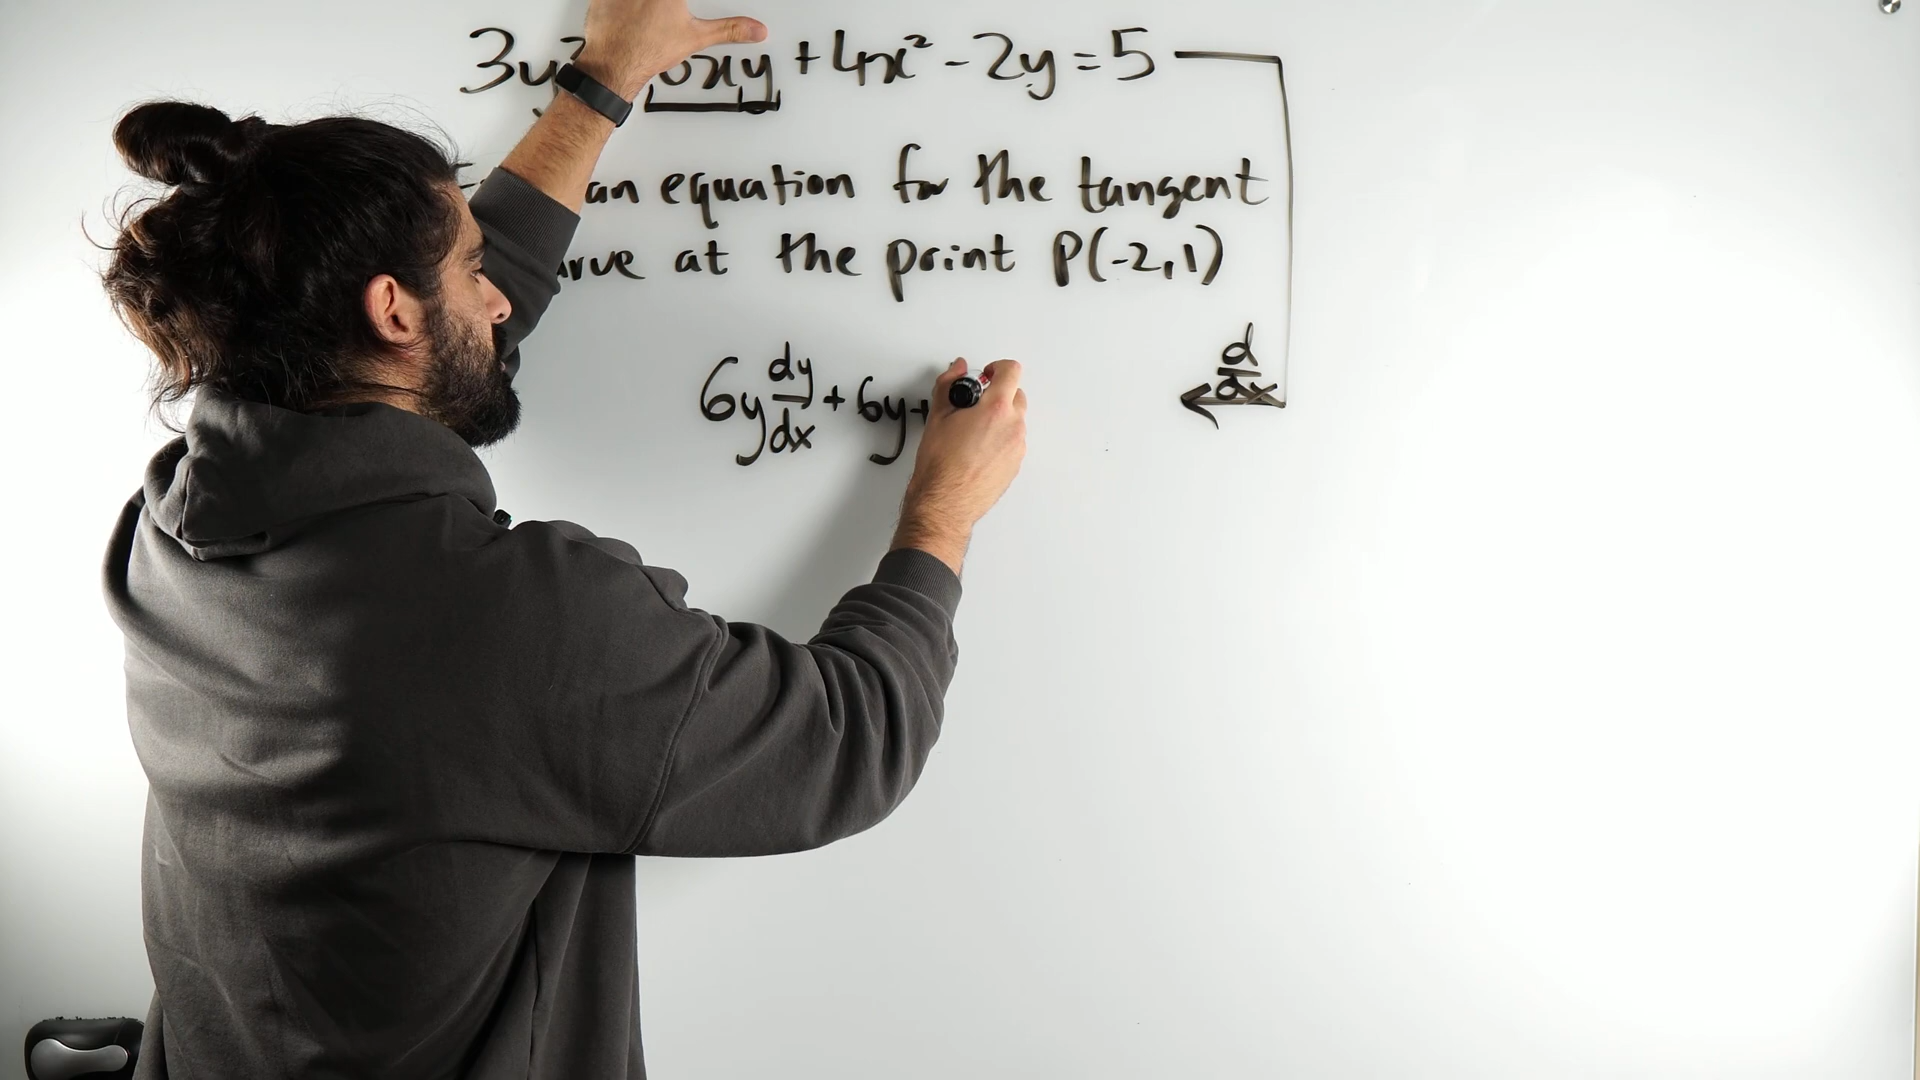 3y² 6xy + 4x² - 2y = 5
an equation for the tangent
at the point P(-2,1)
6y dy/dx + 6y + d/dx